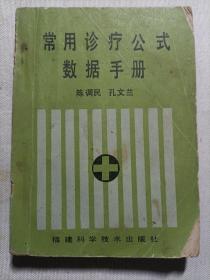 常用诊疗公式
数据手册
陈调民 孔文兰
福建科学技术出版社